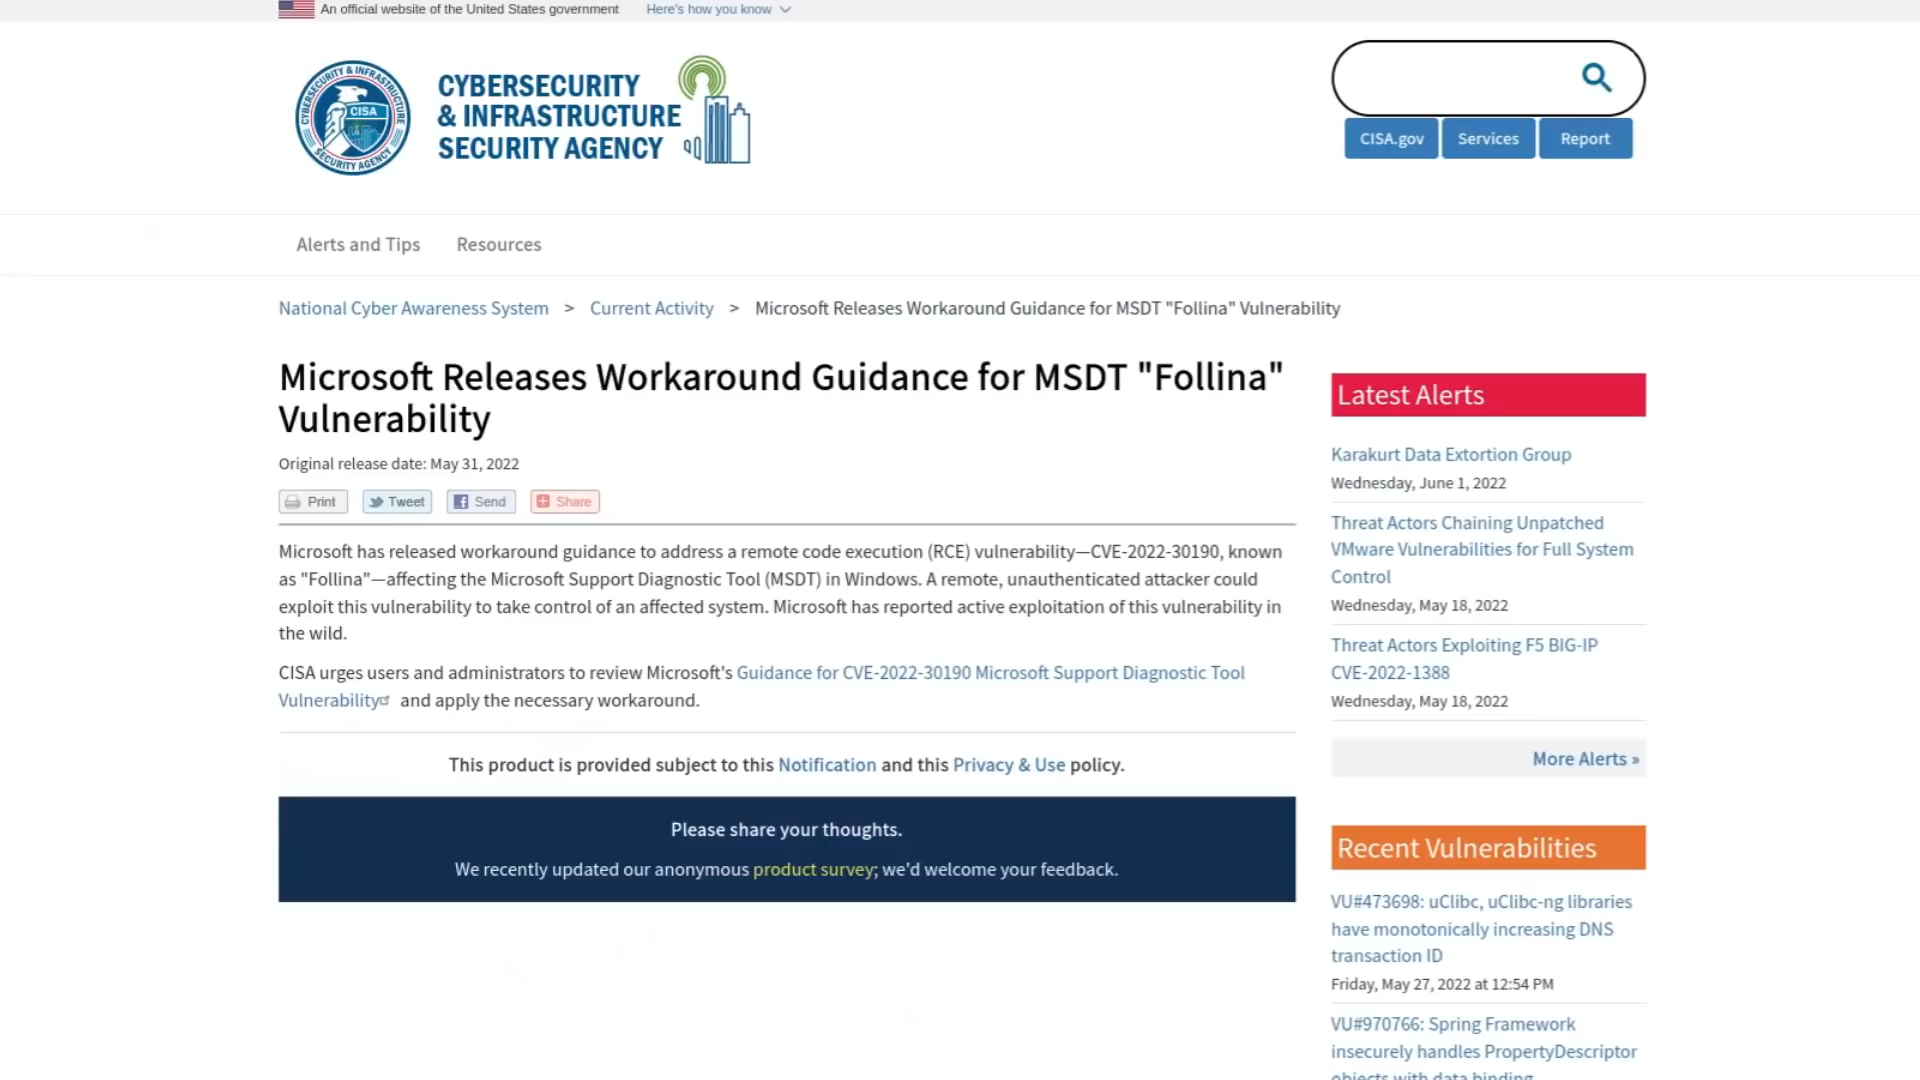 An official website of the United States government Here's how you know
CYBERSECURITY & INFRASTRUCTURE
CISA
SECURITY AGENCY
CYBERSECURITY
& INFRASTRUCTURE
SECURITY AGENCY
CISA.gov Services Report
Alerts and Tips Resources
National Cyber Awareness System > Current Activity > Microsoft Releases Workaround Guidance for MSDT "Follina" Vulnerability
Microsoft Releases Workaround Guidance for MSDT "Follina"
Vulnerability
Original release date: May 31, 2022
Print Tweet Send Share
Microsoft has released workaround guidance to address a remote code execution (RCE) vulnerability—CVE-2022-30190, known
as "Follina"—affecting the Microsoft Support Diagnostic Tool (MSDT) in Windows. A remote, unauthenticated attacker could
exploit this vulnerability to take control of an affected system. Microsoft has reported active exploitation of this vulnerability in
the wild.
CISA urges users and administrators to review Microsoft's Guidance for CVE-2022-30190 Microsoft Support Diagnostic Tool
Vulnerability and apply the necessary workaround.
This product is provided subject to this Notification and this Privacy & Use policy.
Please share your thoughts.
We recently updated our anonymous product survey; we'd welcome your feedback.
Latest Alerts
Karakurt Data Extortion Group
Wednesday, June 1, 2022
Threat Actors Chaining Unpatched
VMware Vulnerabilities for Full System
Control
Wednesday, May 18, 2022
Threat Actors Exploiting F5 BIG-IP
CVE-2022-1388
Wednesday, May 18, 2022
More Alerts »
Recent Vulnerabilities
VU#473698: uClibc, uClibc-ng libraries
have monotonically increasing DNS
transaction ID
Friday, May 27, 2022 at 12:54 PM
VU#970766: Spring Framework
insecurely handles PropertyDescriptor
objects with data binding